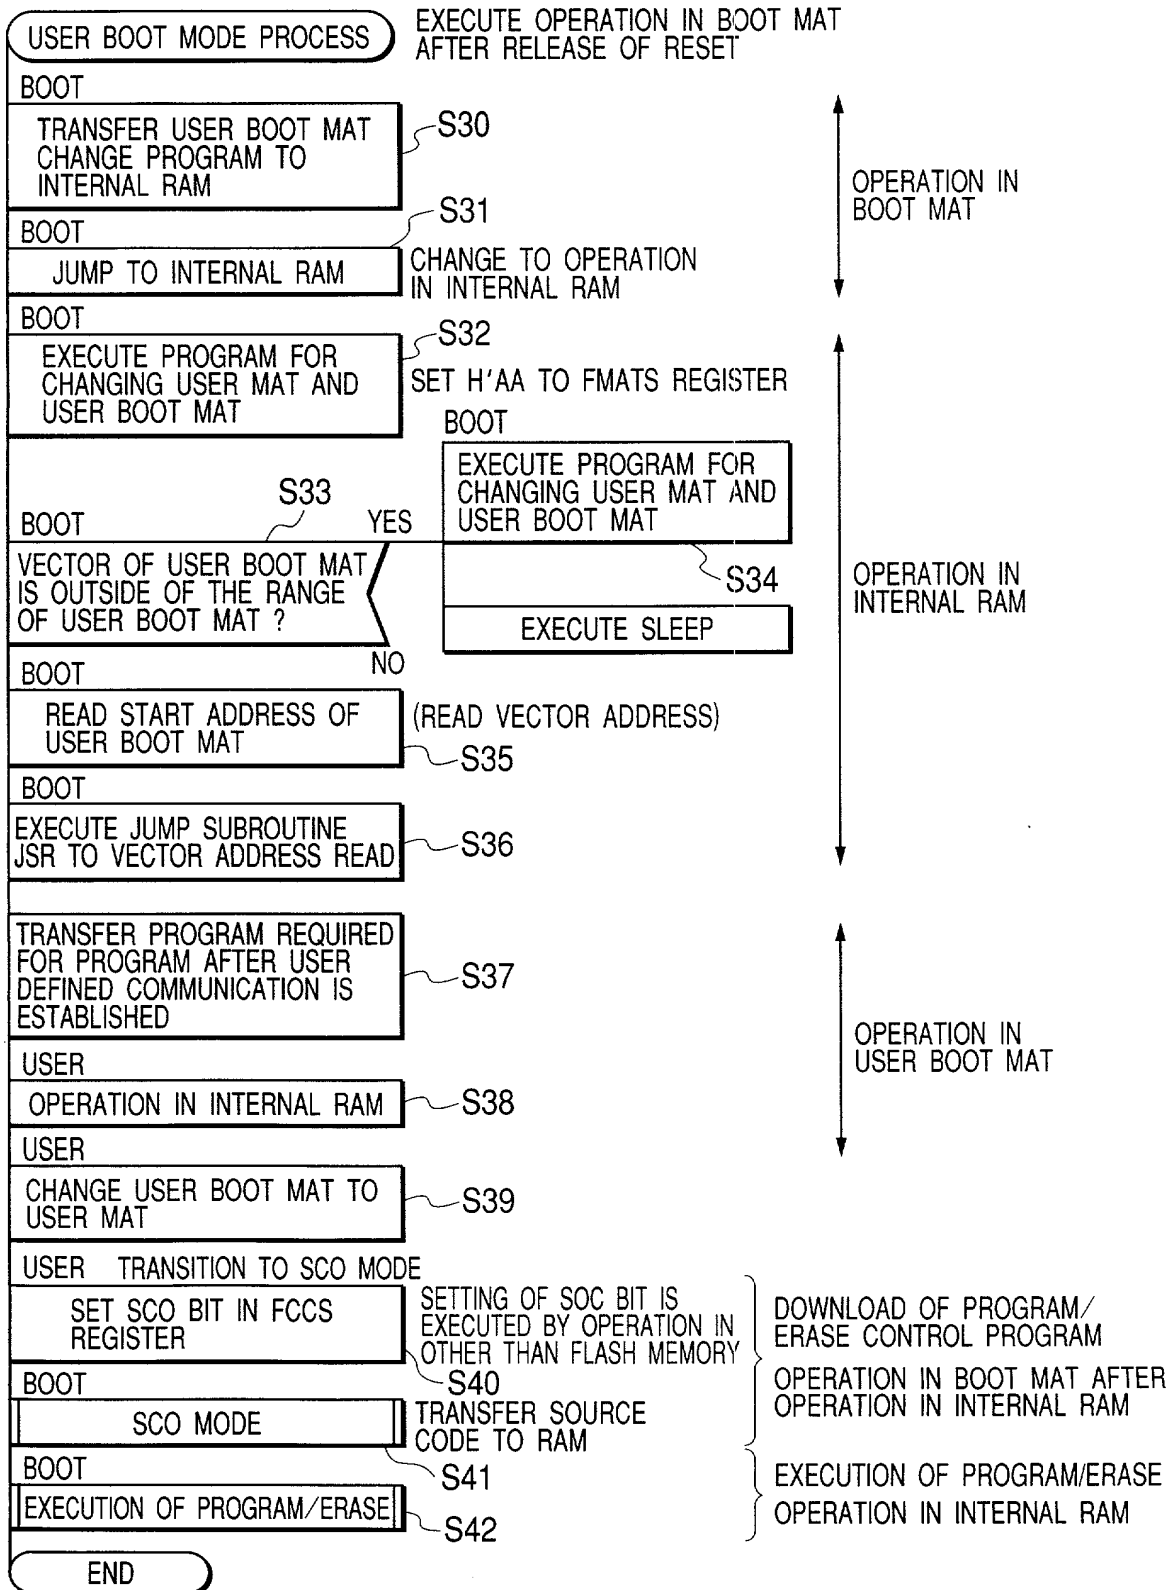 USER BOOT MODE PROCESS
EXECUTE OPERATION IN BOOT MAT
AFTER RELEASE OF RESET
BOOT
TRANSFER USER BOOT MAT
CHANGE PROGRAM TO
INTERNAL RAM
S30
OPERATION IN
BOOT MAT
BOOT
S31
JUMP TO INTERNAL RAM
CHANGE TO OPERATION
IN INTERNAL RAM
BOOT
S32
EXECUTE PROGRAM FOR
CHANGING USER MAT AND
USER BOOT MAT
SET H'AA TO FMATS REGISTER
BOOT
EXECUTE PROGRAM FOR
CHANGING USER MAT AND
USER BOOT MAT
S34
EXECUTE SLEEP
BOOT
S33
YES
VECTOR OF USER BOOT MAT
IS OUTSIDE OF THE RANGE
OF USER BOOT MAT ?
NO
OPERATION IN
INTERNAL RAM
BOOT
READ START ADDRESS OF
USER BOOT MAT
(READ VECTOR ADDRESS)
S35
BOOT
EXECUTE JUMP SUBROUTINE
JSR TO VECTOR ADDRESS READ
S36
TRANSFER PROGRAM REQUIRED
FOR PROGRAM AFTER USER
DEFINED COMMUNICATION IS
ESTABLISHED
S37
OPERATION IN
USER BOOT MAT
USER
OPERATION IN INTERNAL RAM
S38
USER
CHANGE USER BOOT MAT TO
USER MAT
S39
USER TRANSITION TO SCO MODE
SET SCO BIT IN FCCS
REGISTER
SETTING OF SOC BIT IS
EXECUTED BY OPERATION IN
OTHER THAN FLASH MEMORY
S40
DOWNLOAD OF PROGRAM/
ERASE CONTROL PROGRAM
OPERATION IN BOOT MAT AFTER
OPERATION IN INTERNAL RAM
BOOT
SCO MODE
TRANSFER SOURCE
CODE TO RAM
S41
BOOT
EXECUTION OF PROGRAM/ERASE
S42
EXECUTION OF PROGRAM/ERASE
OPERATION IN INTERNAL RAM
END